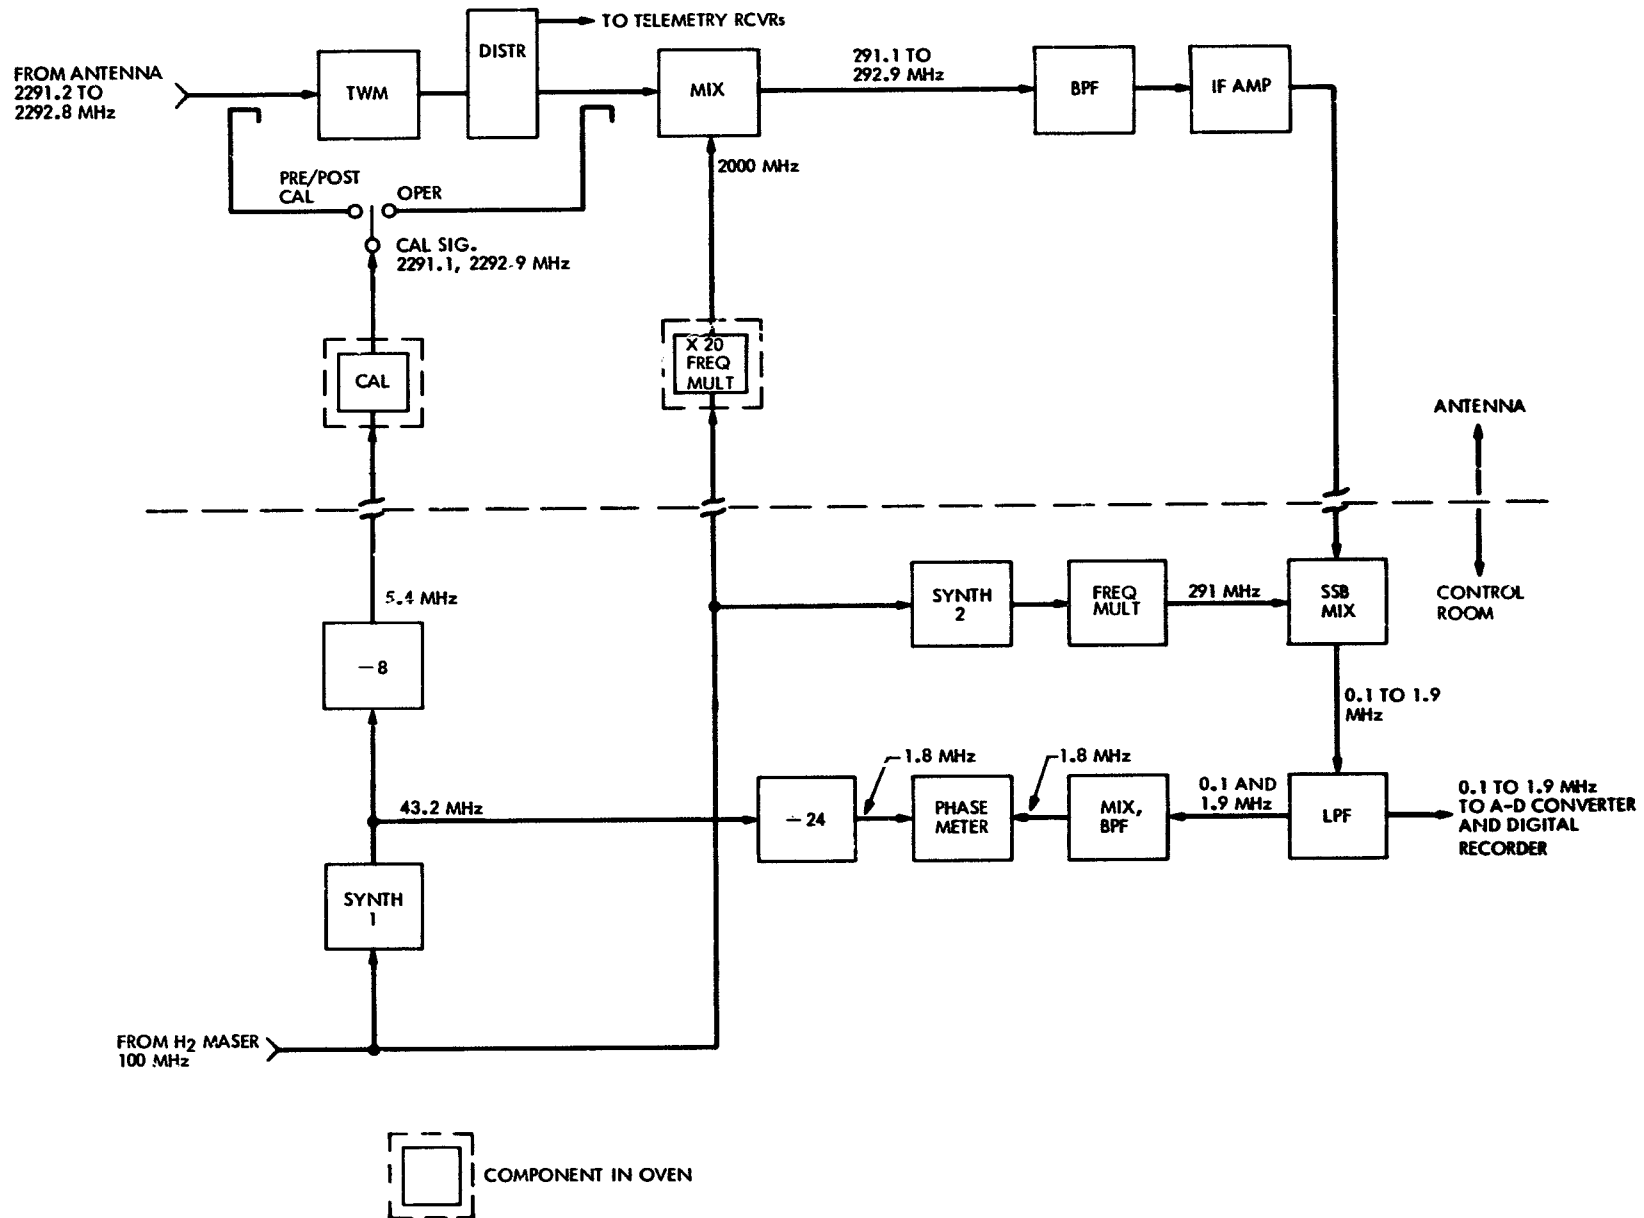 TO TELEMETRY RCVRs
DISTR
FROM ANTENNA
2291.2 TO
2292.8 MHz
TWM
MIX
291.1 TO
292.9 MHz
BPF
IF AMP
2000 MHz
PRE/POST
CAL
OPER
CAL SIG.
2291.1, 2292.9 MHz
X 20
FREQ
MULT
CAL
ANTENNA
CONTROL
ROOM
5.4 MHz
SYNTH
2
FREQ
MULT
291 MHz
SSB
MIX
—8
0.1 TO 1.9
MHz
43.2 MHz
—24
1.8 MHz
PHASE
METER
1.8 MHz
MIX,
BPF
0.1 AND
1.9 MHz
LPF
0.1 TO 1.9 MHz
TO A-D CONVERTER
AND DIGITAL
RECORDER
SYNTH
1
FROM H2 MASER
100 MHz
COMPONENT IN OVEN